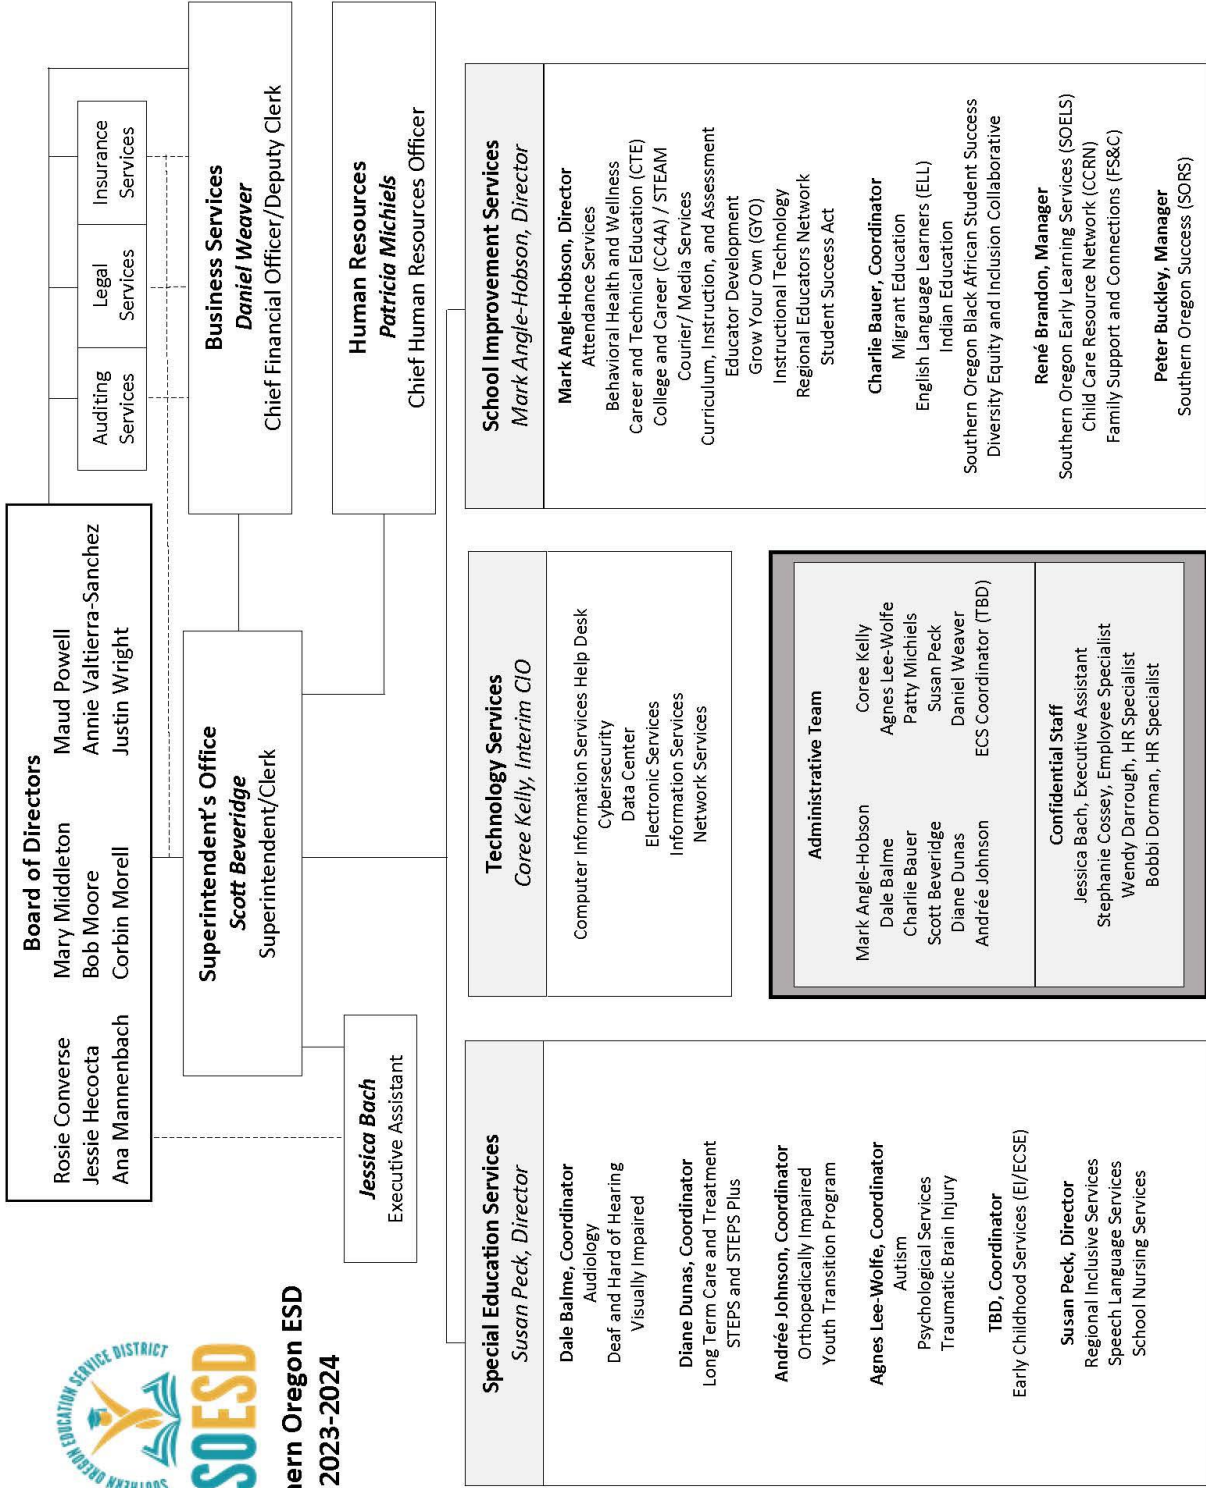 SOUTHERN OREGON EDUCATION SERVICE DISTRICT
SOESD
hern Oregon ESD
2023-2024
Board of Directors
Rosie Converse Mary Middleton Maud Powell
Jessie Hecocta Bob Moore Annie Valtierra-Sanchez
Ana Mannenbach Corbin Morell Justin Wright
Auditing
Services
Legal
Services
Insurance
Services
Superintendent's Office
Scott Beveridge
Superintendent/Clerk
Business Services
Daniel Weaver
Chief Financial Officer/Deputy Clerk
Jessica Bach
Executive Assistant
Human Resources
Patricia Michiels
Chief Human Resources Officer
Special Education Services
Susan Peck, Director
Dale Balme, Coordinator
Audiology
Deaf and Hard of Hearing
Visually Impaired
Diane Dunas, Coordinator
Long Term Care and Treatment
STEPS and STEPS Plus
Andrée Johnson, Coordinator
Orthopedically Impaired
Youth Transition Program
Agnes Lee-Wolfe, Coordinator
Autism
Psychological Services
Traumatic Brain Injury
TBD, Coordinator
Early Childhood Services (EI/ECSE)
Susan Peck, Director
Regional Inclusive Services
Speech Language Services
School Nursing Services
Technology Services
Coree Kelly, Interim CIO
Computer Information Services Help Desk
Cybersecurity
Data Center
Electronic Services
Information Services
Network Services
Administrative Team
Mark Angle-Hobson Coree Kelly
Dale Balme Agnes Lee-Wolfe
Charlie Bauer Patty Michiels
Scott Beveridge Susan Peck
Diane Dunas Daniel Weaver
Andrée Johnson ECS Coordinator (TBD)
Confidential Staff
Jessica Bach, Executive Assistant
Stephanie Cossey, Employee Specialist
Wendy Darrough, HR Specialist
Bobbi Dorman, HR Specialist
School Improvement Services
Mark Angle-Hobson, Director
Mark Angle-Hobson, Director
Attendance Services
Behavioral Health and Wellness
Career and Technical Education (CTE)
College and Career (CC4A) / STEAM
Courier/ Media Services
Curriculum, Instruction, and Assessment
Educator Development
Grow Your Own (GYO)
Instructional Technology
Regional Educators Network
Student Success Act
Charlie Bauer, Coordinator
Migrant Education
English Language Learners (ELL)
Indian Education
Southern Oregon Black African Student Success
Diversity Equity and Inclusion Collaborative
René Brandon, Manager
Southern Oregon Early Learning Services (SOELS)
Child Care Resource Network (CCRN)
Family Support and Connections (FS&C)
Peter Buckley, Manager
Southern Oregon Success (SORS)